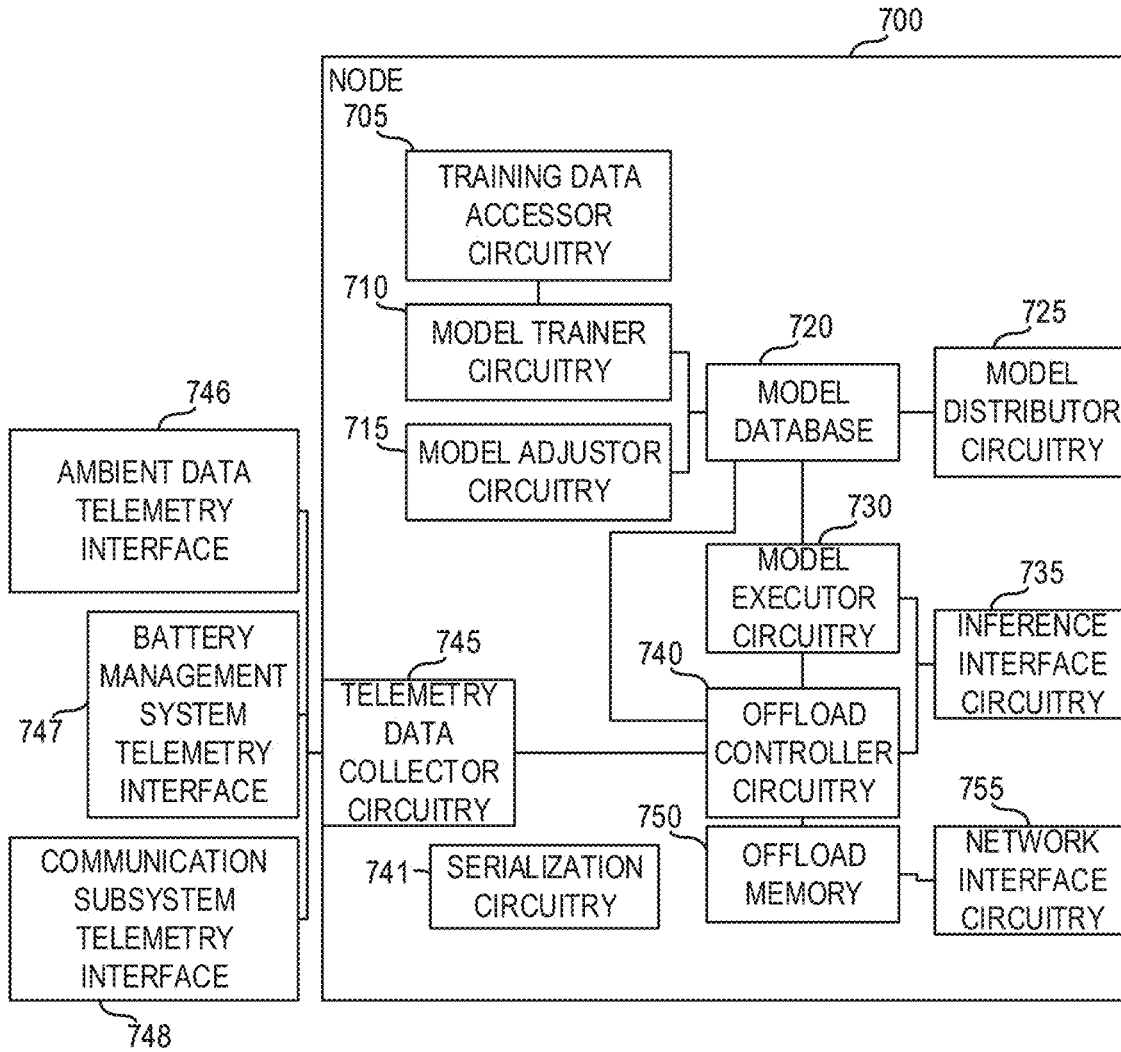 700
NODE
705
TRAINING DATA
ACCESSOR
CIRCUITRY
710
MODEL TRAINER
CIRCUITRY
715
MODEL ADJUSTOR
CIRCUITRY
720
MODEL
DATABASE
725
MODEL
DISTRIBUTOR
CIRCUITRY
746
AMBIENT DATA
TELEMETRY
INTERFACE
730
MODEL
EXECUTOR
CIRCUITRY
735
INFERENCE
INTERFACE
CIRCUITRY
747
BATTERY
MANAGEMENT
SYSTEM
TELEMETRY
INTERFACE
745
TELEMETRY
DATA
COLLECTOR
CIRCUITRY
740
OFFLOAD
CONTROLLER
CIRCUITRY
COMMUNICATION
SUBSYSTEM
TELEMETRY
INTERFACE
748
741
SERIALIZATION
CIRCUITRY
750
OFFLOAD
MEMORY
755
NETWORK
INTERFACE
CIRCUITRY